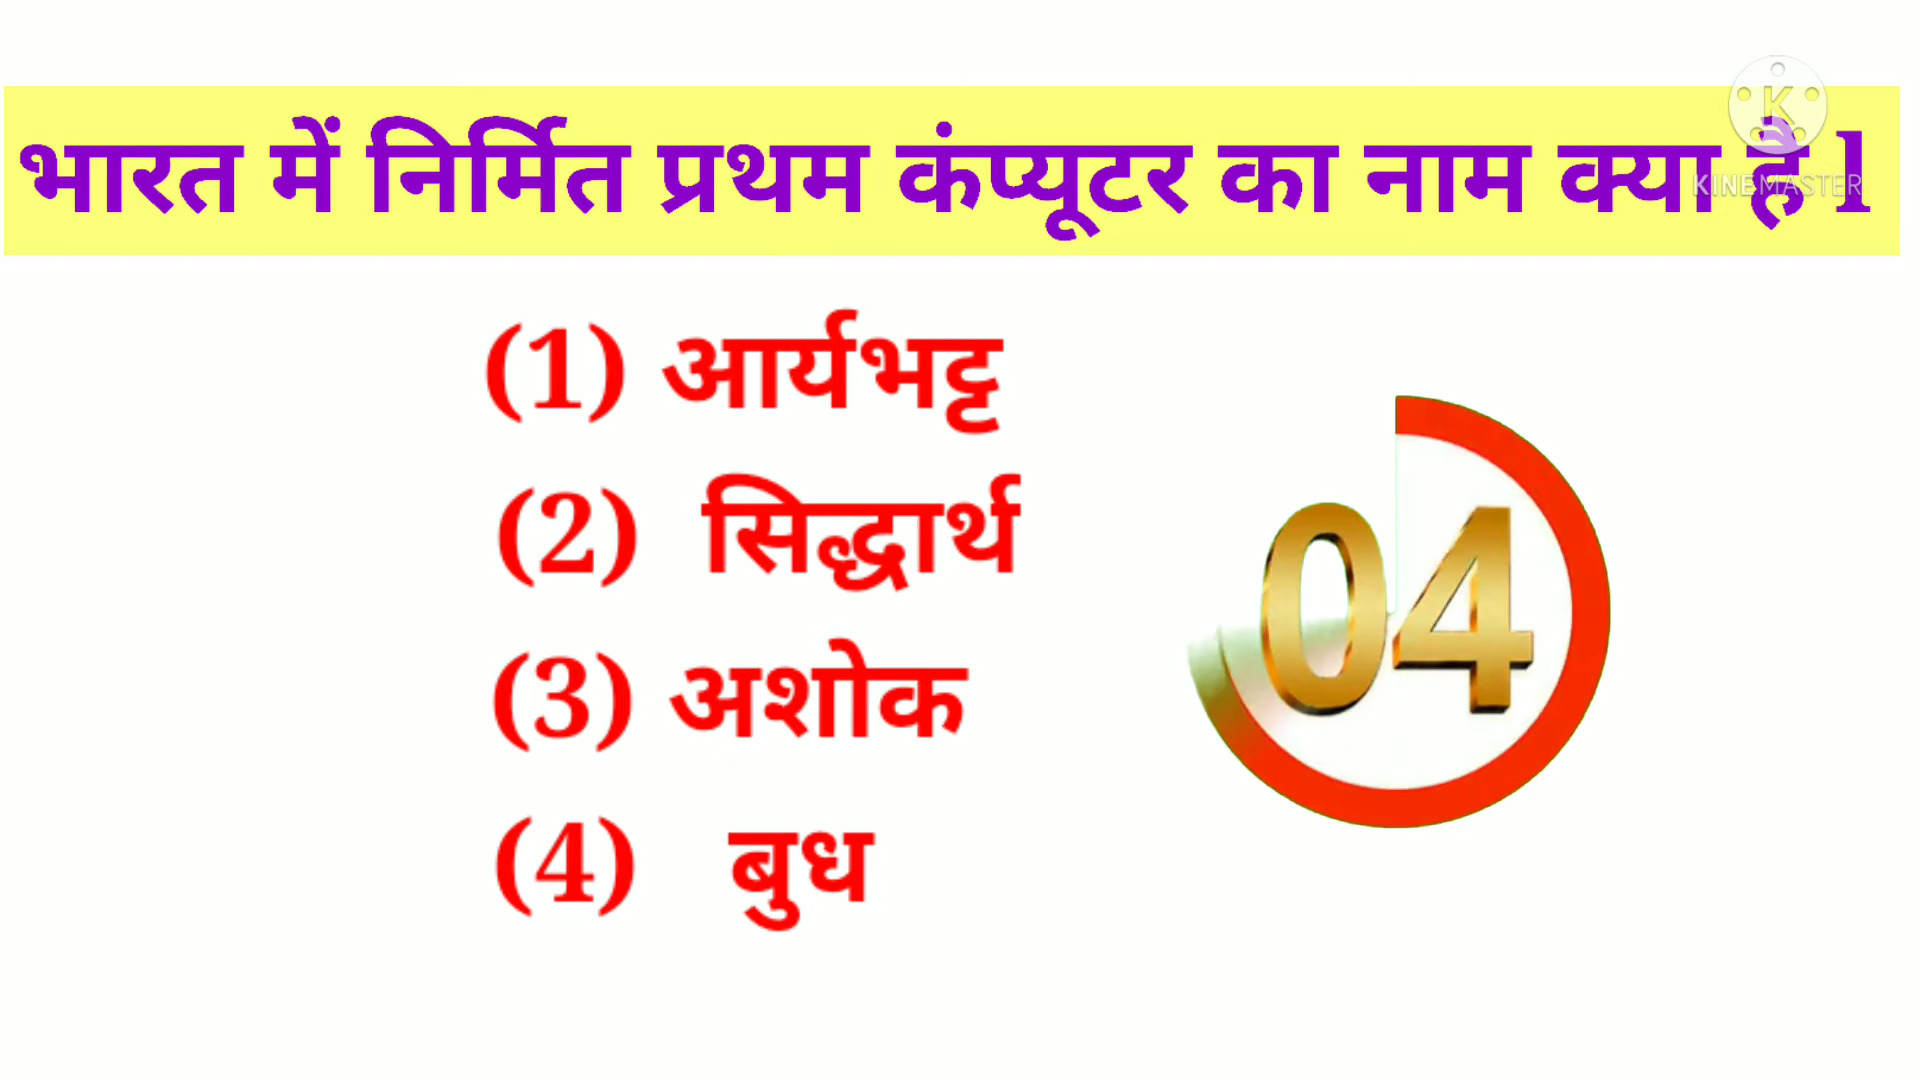 भारत में निर्मित प्रथम कंप्यूटर का नाम क्या है l
K
KINEMASTER
(1) आर्यभट्ट
(2) सिद्धार्थ
(3) अशोक
(4) बुध
04